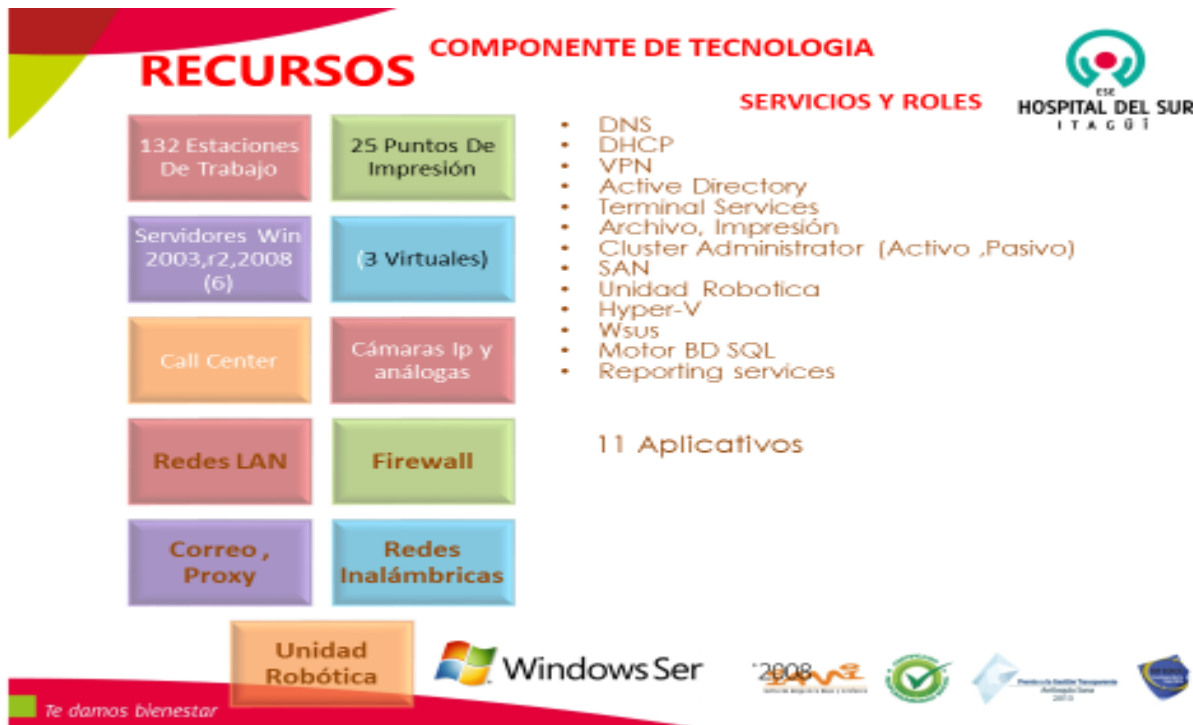 COMPONENTE DE TECNOLOGIA
RECURSOS
SERVICIOS Y ROLES
ESE
HOSPITAL DEL SUR
ITAGÜÍ
132 Estaciones
De Trabajo
25 Puntos De
Impresión
Servidores Win
2003,r2,2008
(6)
(3 Virtuales)
Call Center
Cámaras Ip y
análogas
Redes LAN
Firewall
Correo ,
Proxy
Redes
Inalámbricas
Unidad
Robótica
• DNS
• DHCP
• VPN
• Active Directory
• Terminal Services
• Archivo, Impresión
• Cluster Administrator (Activo ,Pasivo)
• SAN
• Unidad Robotica
• Hyper-V
• Wsus
• Motor BD SQL
• Reporting services
11 Aplicativos
Windows Ser
2008
Te damos bienestar